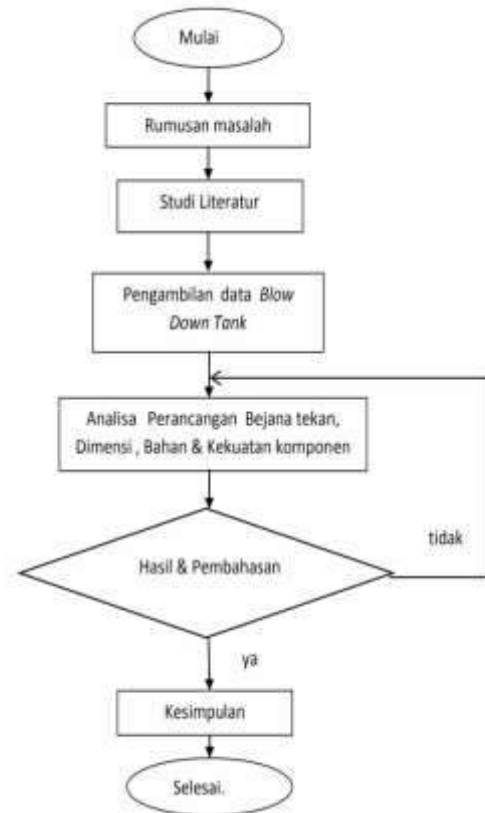 Mulai
Rumusan masalah
Studi Literatur
Pengambilan data Blow
Down Tank
Analisa Perancangan Bejana tekan,
Dimensi , Bahan & Kekuatan komponen
Hasil & Pembahasan
tidak
ya
Kesimpulan
Selesai.